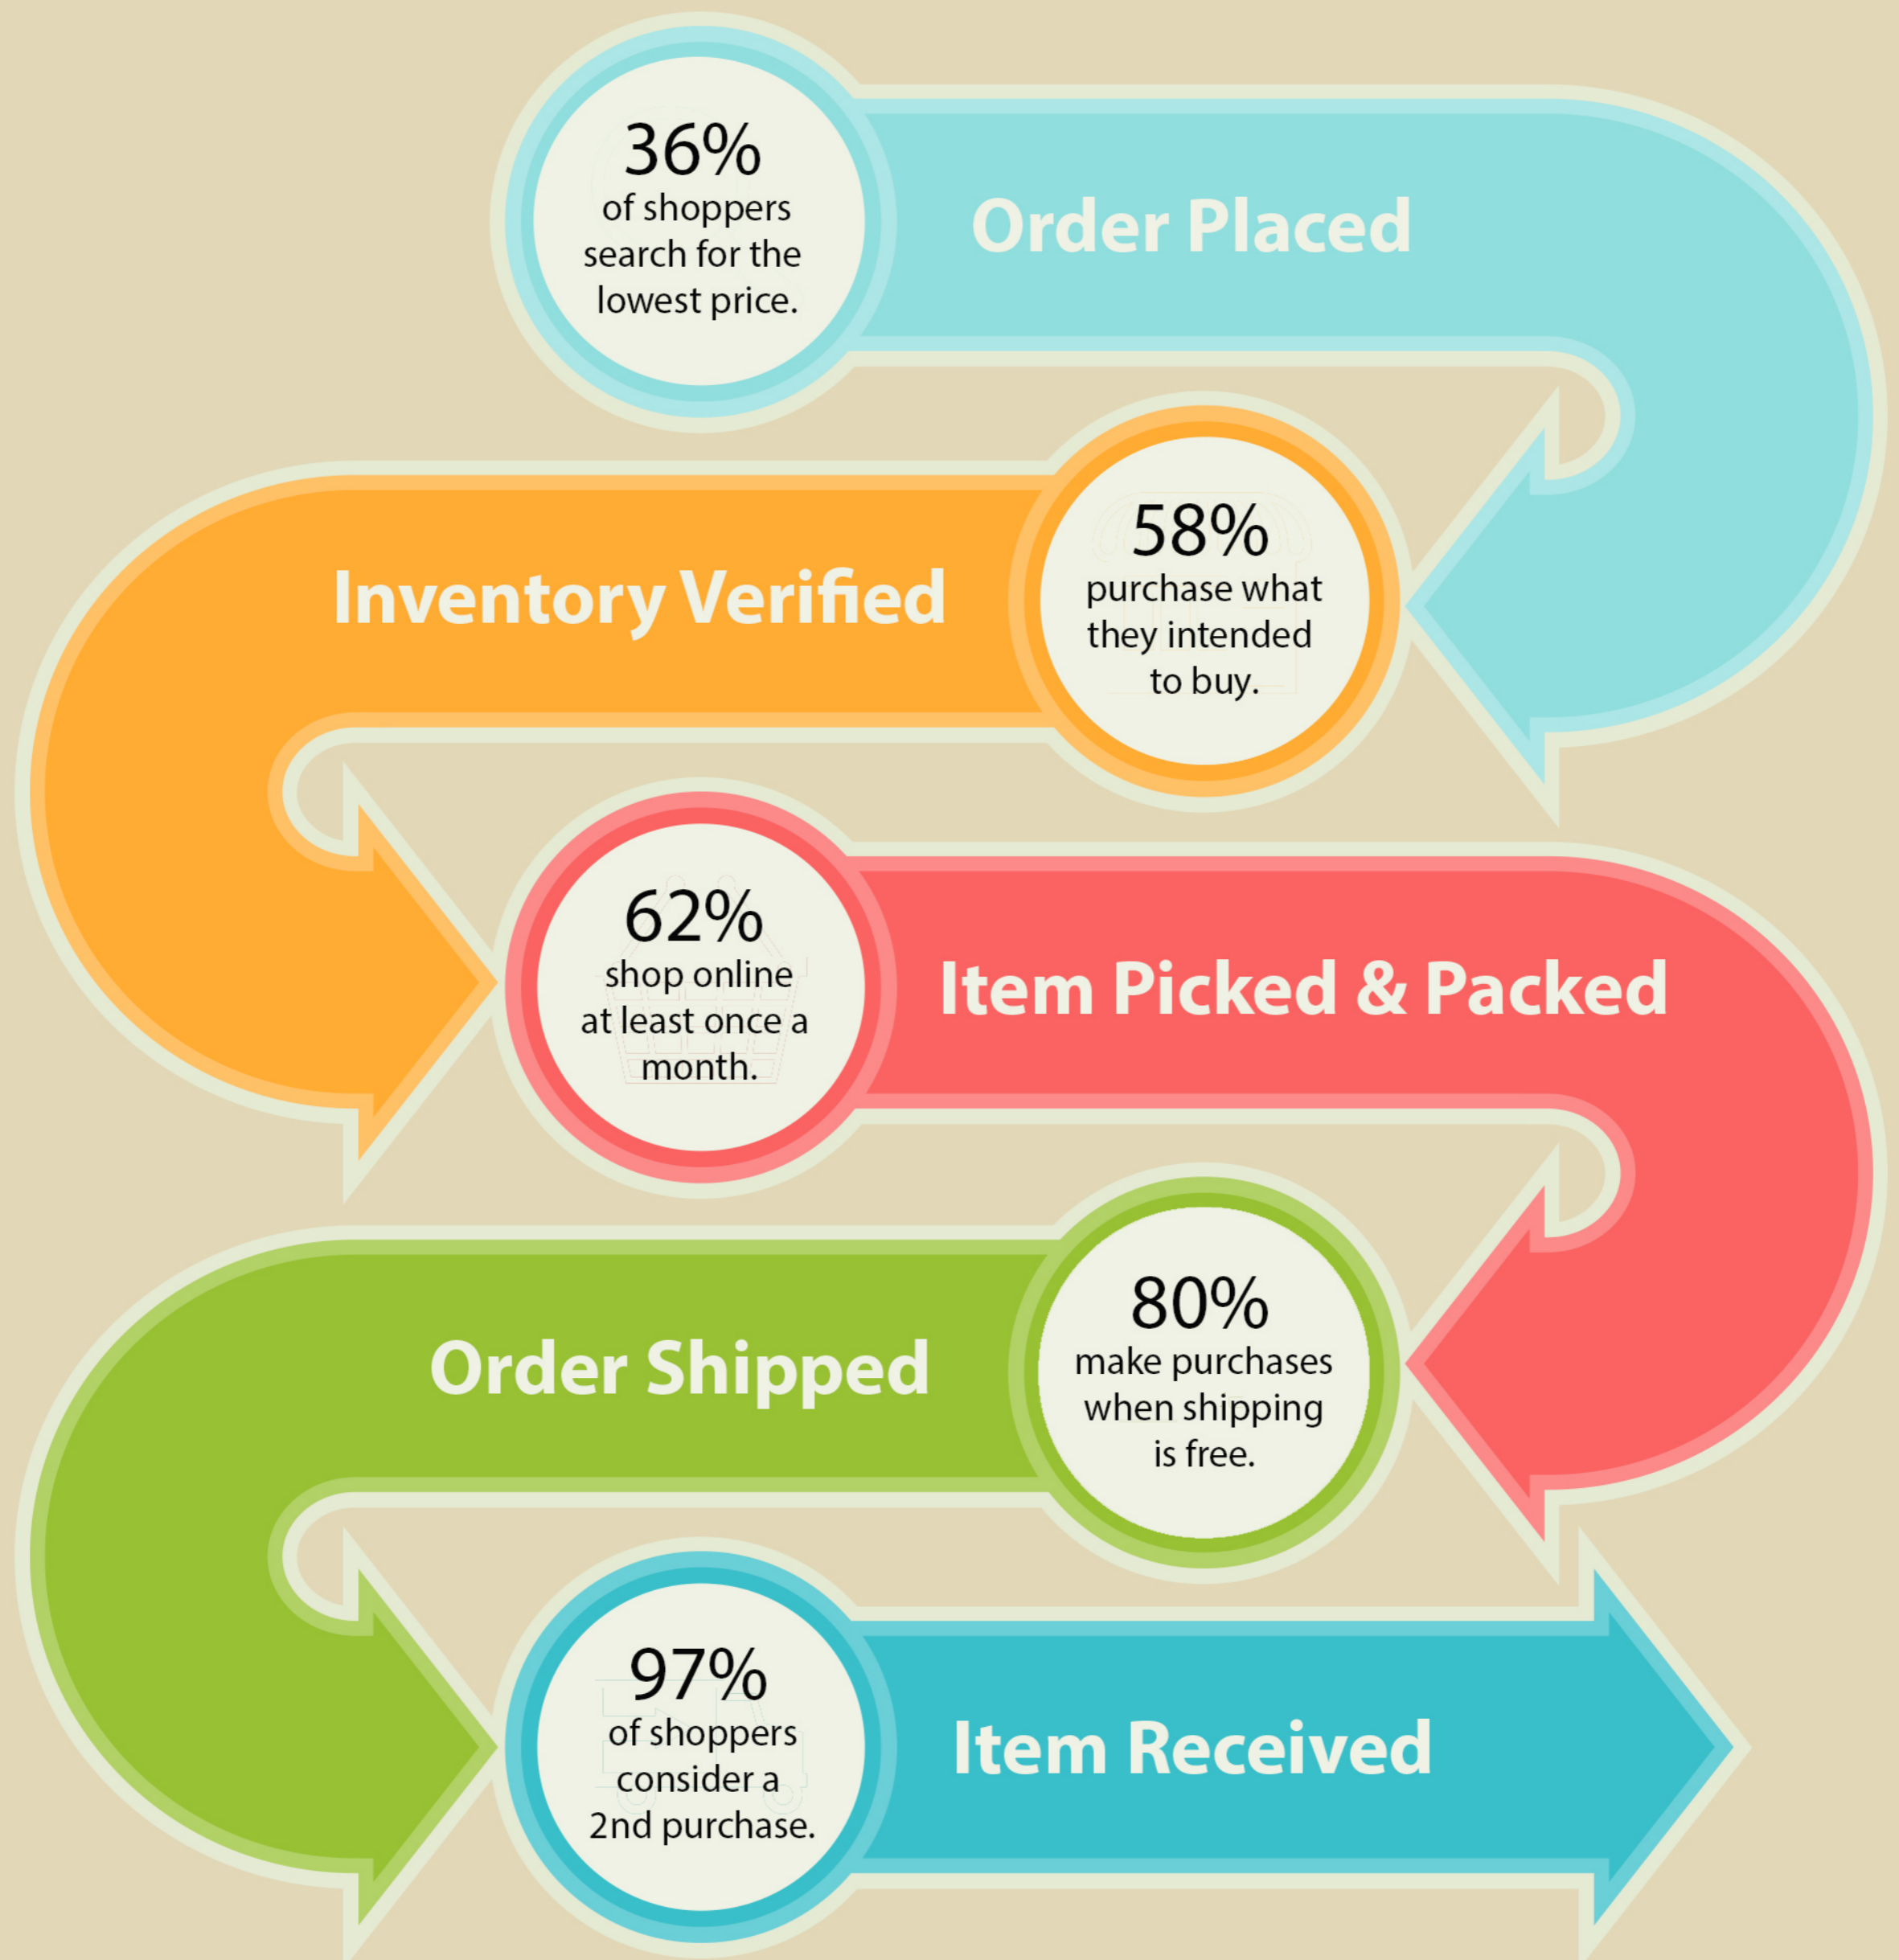 36%
of shoppers
search for the
lowest price.
Order Placed
58%
purchase what
they intended
to buy.
Inventory Verified
62%
shop online
at least once a
month.
Item Picked & Packed
80%
make purchases
when shipping
is free.
Order Shipped
97%
of shoppers
consider a
2nd purchase.
Item Received